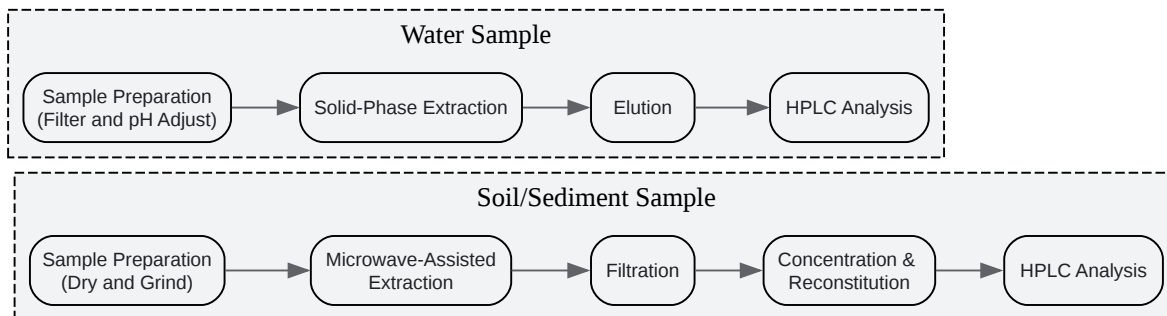 Water Sample
Sample Preparation
(Filter and pH Adjust)
Solid-Phase Extraction
Elution
HPLC Analysis
Soil/Sediment Sample
Sample Preparation
(Dry and Grind)
Microwave-Assisted
Extraction
Filtration
Concentration &
Reconstitution
HPLC Analysis